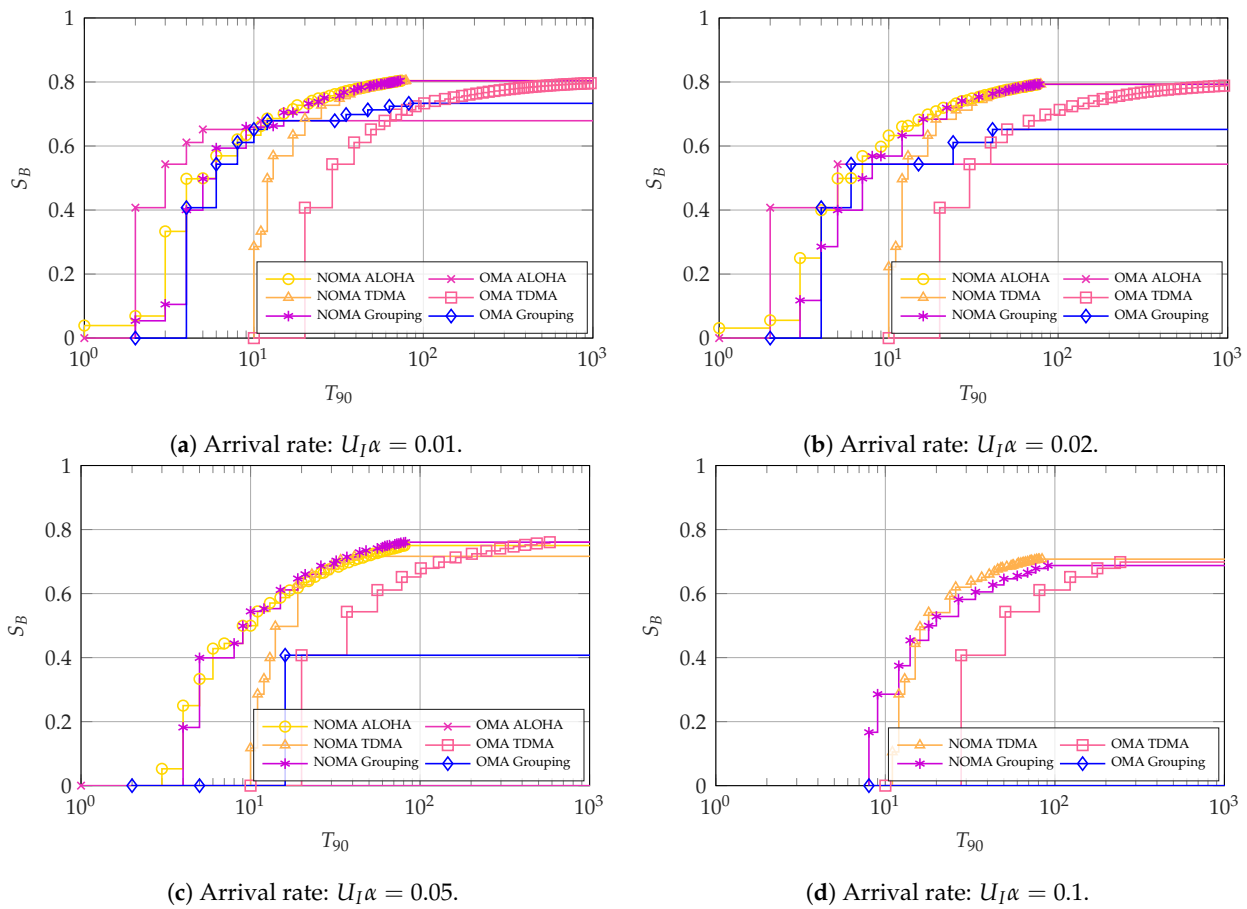 1
0.8
0.6
0.4
0.2
0
S_B
10^0 10^1 10^2 10^3
T_90
NOMA ALOHA OMA ALOHA
NOMA TDMA OMA TDMA
NOMA Grouping OMA Grouping
(a) Arrival rate: U_I α = 0.01.
1
0.8
0.6
0.4
0.2
0
S_B
10^0 10^1 10^2 10^3
T_90
NOMA ALOHA OMA ALOHA
NOMA TDMA OMA TDMA
NOMA Grouping OMA Grouping
(b) Arrival rate: U_I α = 0.02.
1
0.8
0.6
0.4
0.2
0
S_B
10^0 10^1 10^2 10^3
T_90
NOMA ALOHA OMA ALOHA
NOMA TDMA OMA TDMA
NOMA Grouping OMA Grouping
(c) Arrival rate: U_I α = 0.05.
1
0.8
0.6
0.4
0.2
0
S_B
10^0 10^1 10^2 10^3
T_90
NOMA TDMA OMA TDMA
NOMA Grouping OMA Grouping
(d) Arrival rate: U_I α = 0.1.